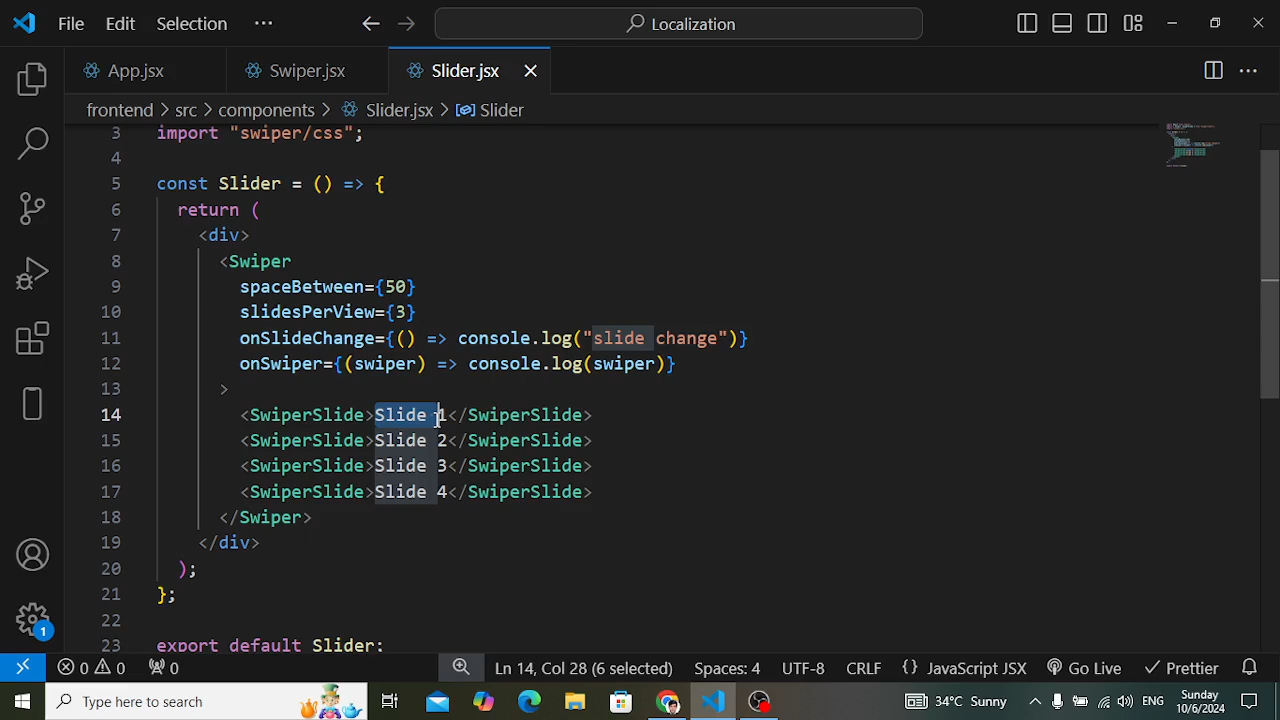 File Edit Selection ··· Localization
App.jsx Swiper.jsx Slider.jsx
frontend > src > components > Slider.jsx > Slider
3 import "swiper/css";
4
5 const Slider = () => {
6 return (
7 <div>
8 <Swiper
9 spaceBetween={50}
10 slidesPerView={3}
11 onSlideChange={() => console.log("slide change")}
12 onSwiper={(swiper) => console.log(swiper)}
13 >
14 <SwiperSlide>Slide 1</SwiperSlide>
15 <SwiperSlide>Slide 2</SwiperSlide>
16 <SwiperSlide>Slide 3</SwiperSlide>
17 <SwiperSlide>Slide 4</SwiperSlide>
18 </Swiper>
19 </div>
20 );
21 };
22
23 export default Slider;
1
0 0 0 Ln 14, Col 28 (6 selected) Spaces: 4 UTF-8 CRLF {} JavaScript JSX Go Live Prettier
Type here to search 34°C Sunny ENG Sunday
10/6/2024